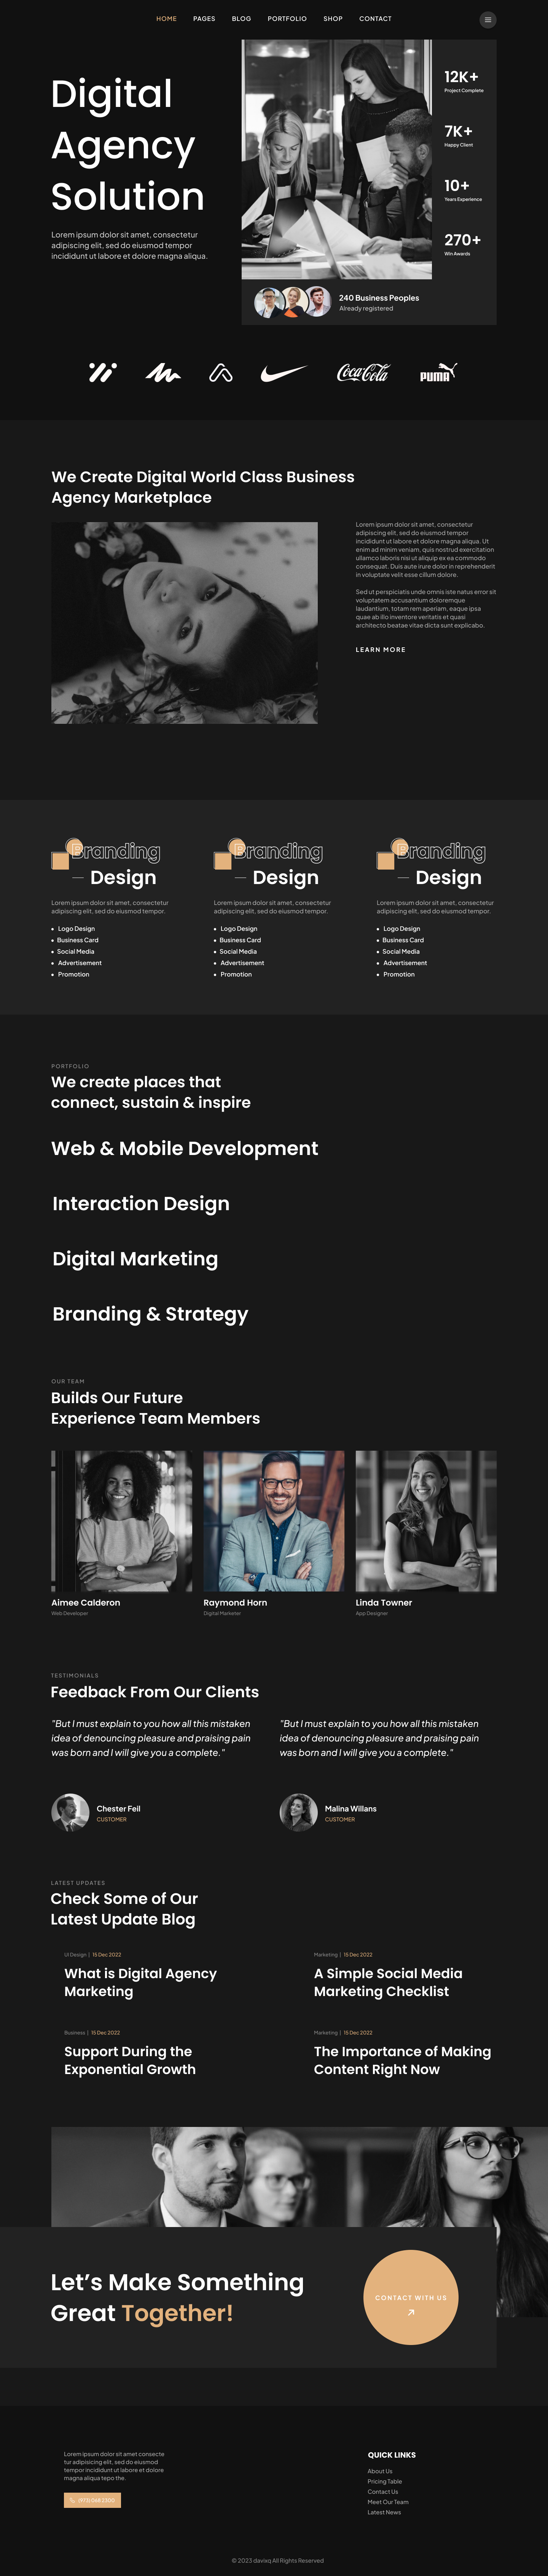 HOME PAGES BLOG PORTFOLIO SHOP CONTACT
Digital
Agency
Solution
Lorem ipsum dolor sit amet, consectetur
adipiscing elit, sed do eiusmod tempor
incididunt ut labore et dolore magna aliqua.
12K+
Project Complete
7K+
Happy Client
10+
Years Experience
270+
Win Awards
240 Business Peoples
Already registered
Coca-Cola
PUMA
We Create Digital World Class Business
Agency Marketplace
Lorem ipsum dolor sit amet, consectetur
adipiscing elit, sed do eiusmod tempor
incididunt ut labore et dolore magna aliqua. Ut
enim ad minim veniam, quis nostrud exercitation
ullamco laboris nisi ut aliquip ex ea commodo
consequat. Duis aute irure dolor in reprehenderit
in voluptate velit esse cillum dolore.
Sed ut perspiciatis unde omnis iste natus error sit
voluptatem accusantium doloremque
laudantium, totam rem aperiam, eaque ipsa
quae ab illo inventore veritatis et quasi
architecto beatae vitae dicta sunt explicabo.
LEARN MORE
Branding
Design
Lorem ipsum dolor sit amet, consectetur
adipiscing elit, sed do eiusmod tempor.
Logo Design
Business Card
Social Media
Advertisement
Promotion
Branding
Design
Lorem ipsum dolor sit amet, consectetur
adipiscing elit, sed do eiusmod tempor.
Logo Design
Business Card
Social Media
Advertisement
Promotion
Branding
Design
Lorem ipsum dolor sit amet, consectetur
adipiscing elit, sed do eiusmod tempor.
Logo Design
Business Card
Social Media
Advertisement
Promotion
PORTFOLIO
We create places that
connect, sustain & inspire
Web & Mobile Development
Interaction Design
Digital Marketing
Branding & Strategy
OUR TEAM
Builds Our Future
Experience Team Members
Aimee Calderon
Web Developer
Raymond Horn
Digital Marketer
Linda Towner
App Designer
TESTIMONIALS
Feedback From Our Clients
"But I must explain to you how all this mistaken
idea of denouncing pleasure and praising pain
was born and I will give you a complete."
Chester Feil
CUSTOMER
"But I must explain to you how all this mistaken
idea of denouncing pleasure and praising pain
was born and I will give you a complete."
Malina Willans
CUSTOMER
LATEST UPDATES
Check Some of Our
Latest Update Blog
UI Design | 15 Dec 2022
What is Digital Agency
Marketing
Marketing | 15 Dec 2022
A Simple Social Media
Marketing Checklist
Business | 15 Dec 2022
Support During the
Exponential Growth
Marketing | 15 Dec 2022
The Importance of Making
Content Right Now
Let’s Make Something
Great Together!
CONTACT WITH US
Lorem ipsum dolor sit amet consecte
tur adipiscing elit, sed do eiusmod
tempor incididunt ut labore et dolore
magna aliqua tepo the.
QUICK LINKS
About Us
Pricing Table
Contact Us
Meet Our Team
Latest News
© 2023 davixq All Rights Reserved